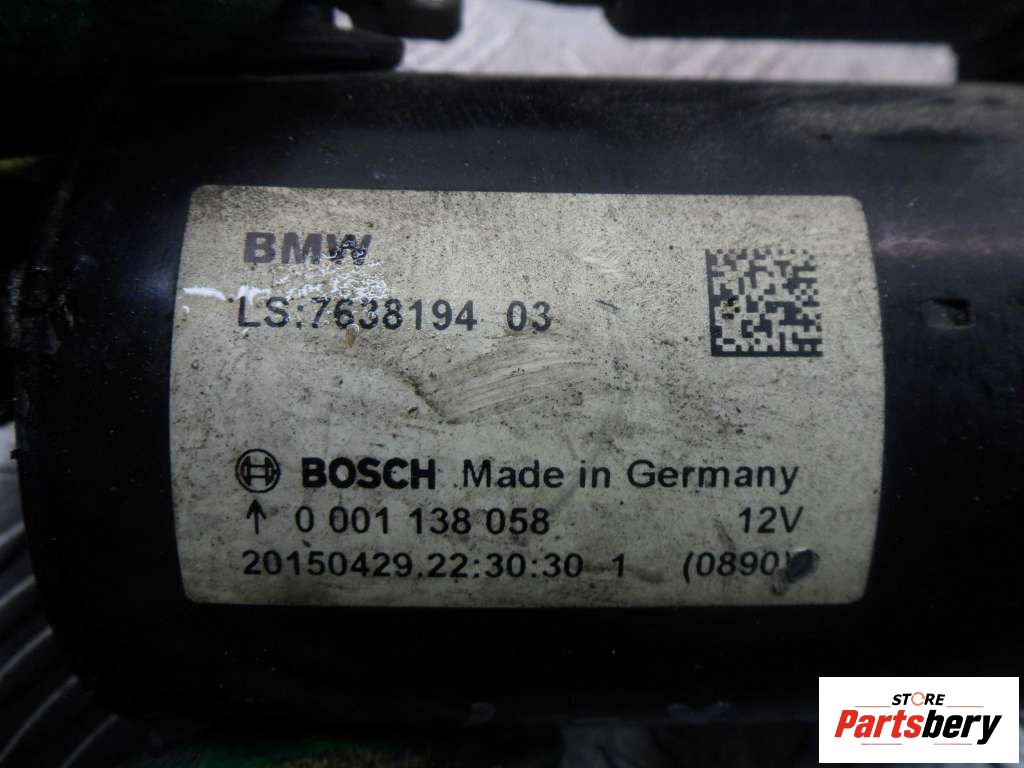 BMW
LS:7638194 03
BOSCH Made in Germany
↑ 0 001 138 058 12V
20150429.22:30:30 1 (0890)
STORE
Partsbery